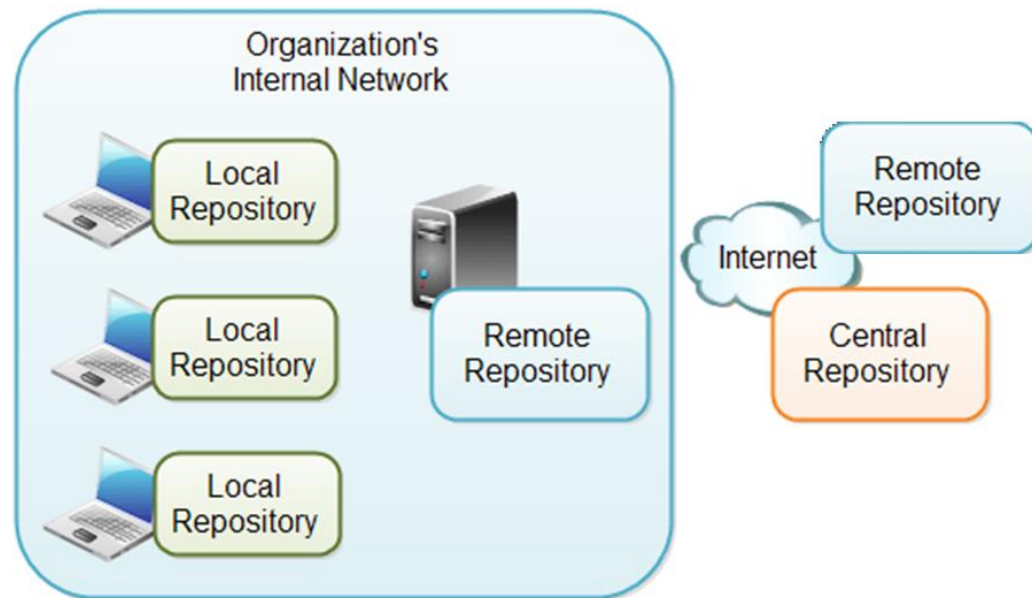 Organization's
Internal Network
Local
Repository
Local
Repository
Local
Repository
Remote
Repository
Internet
Remote
Repository
Central
Repository